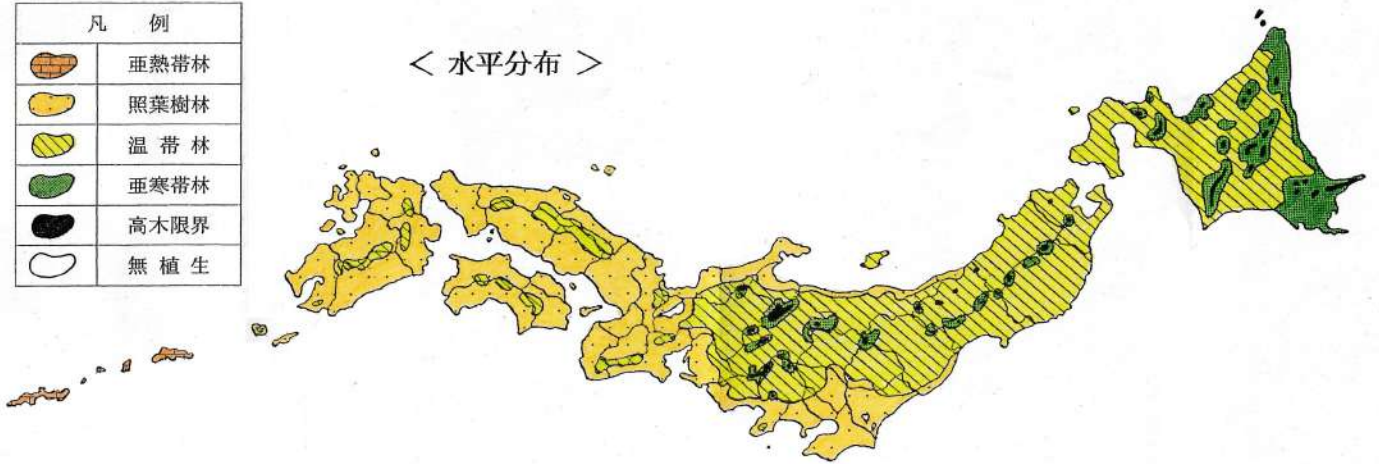 凡 例
亜熱帯林
照葉樹林
温帯林
亜寒帯林
高木限界
無植生
＜ 水平分布 ＞